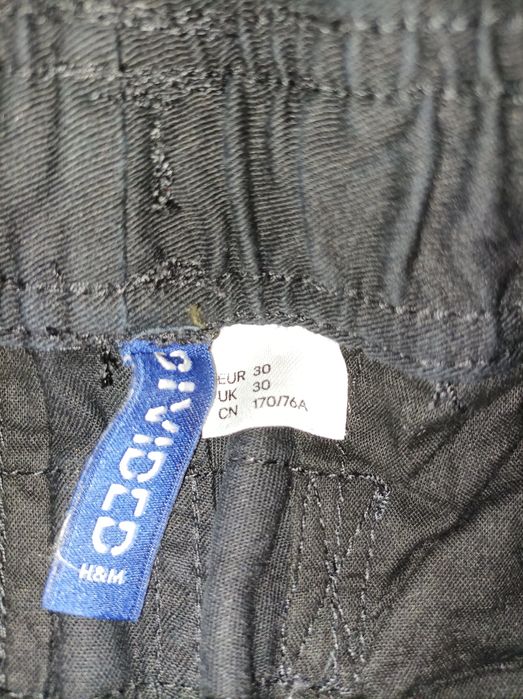 DIVIDED
H&M
EUR 30
UK 30
CN 170/76A